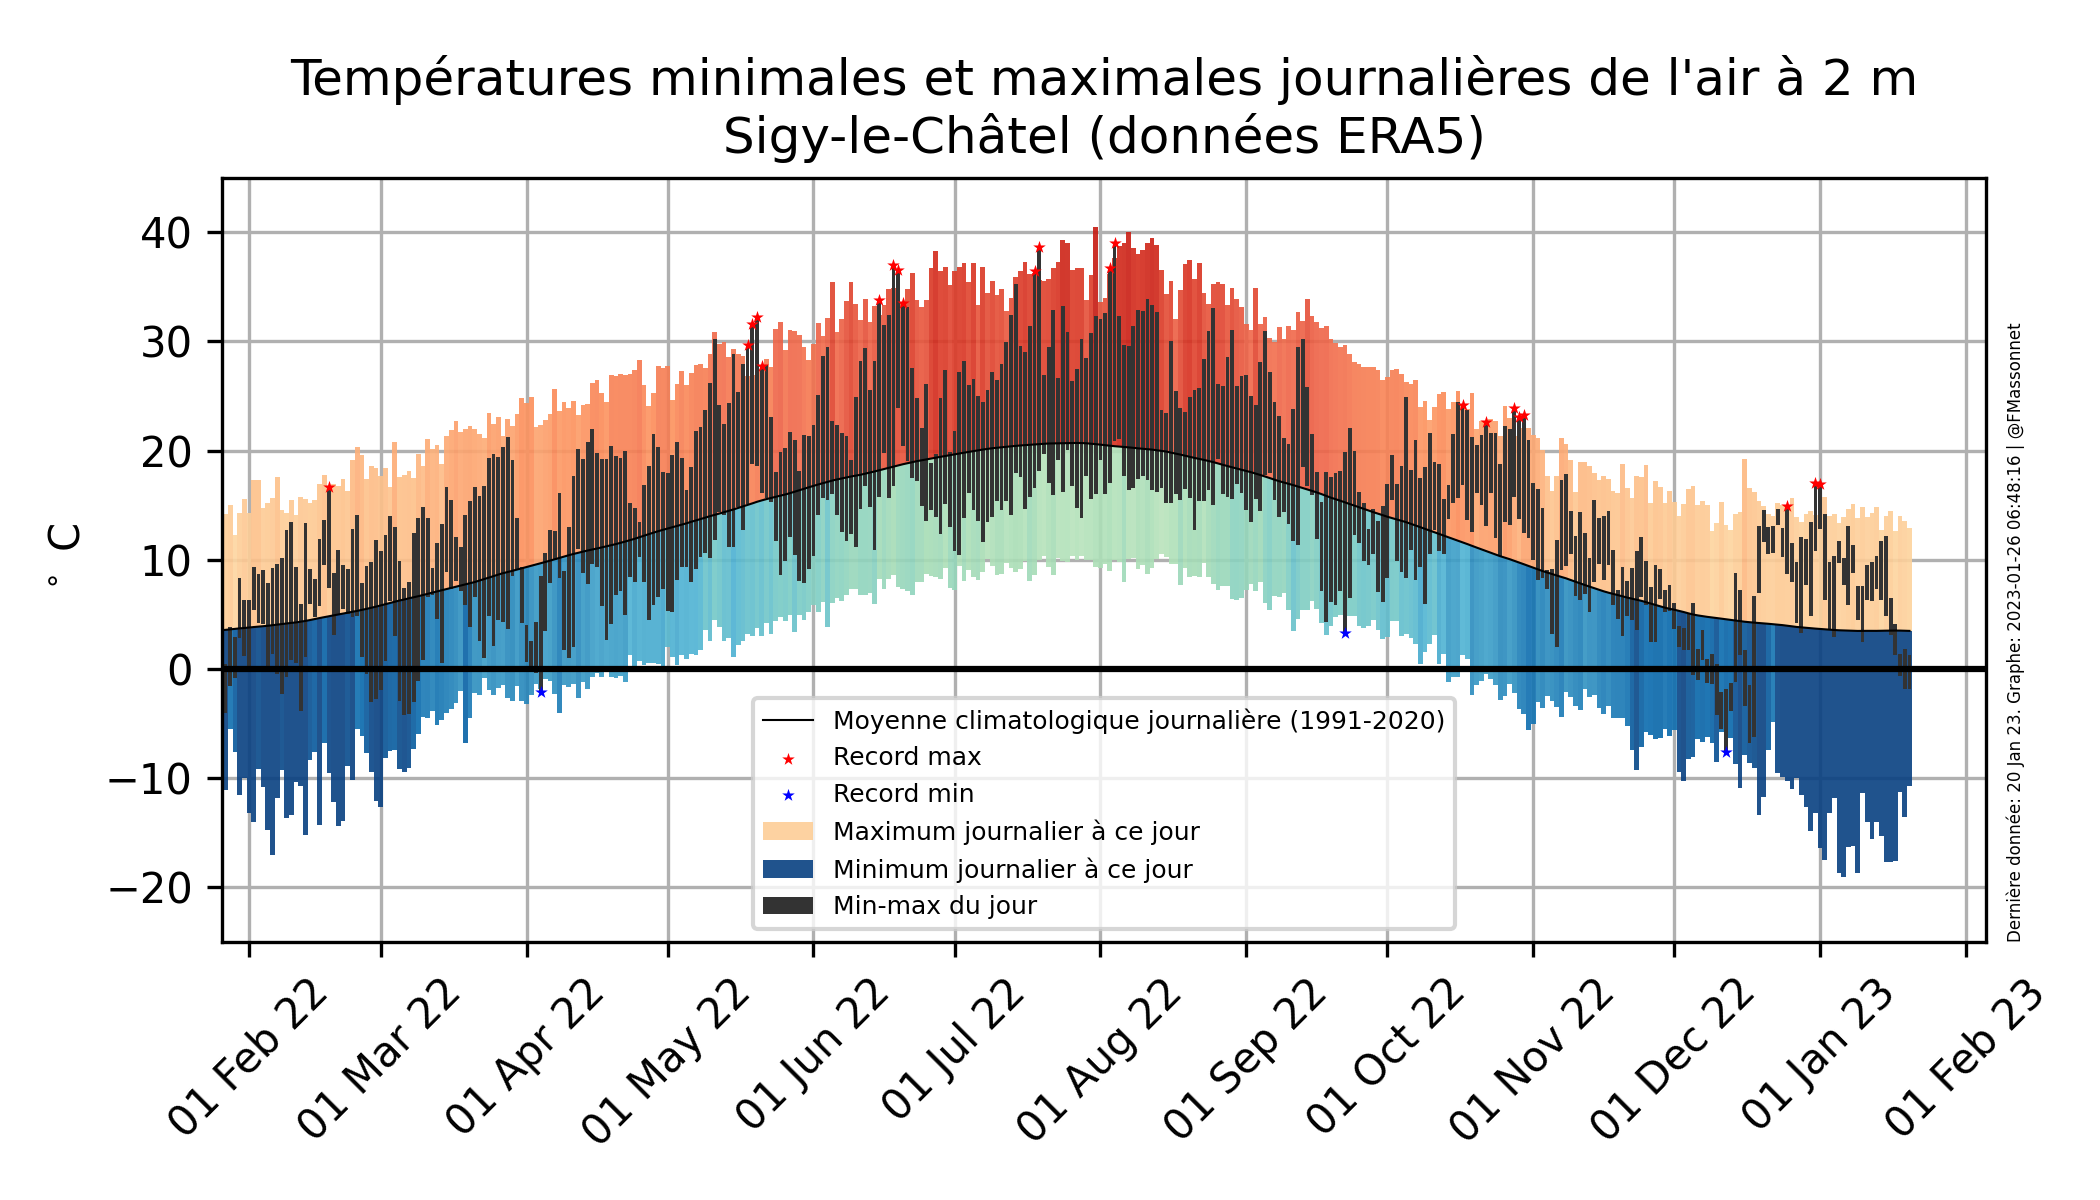 Températures minimales et maximales journalières de l'air à 2 m
Sigy-le-Châtel (données ERA5)
° C
40
30
20
10
0
−10
−20
Moyenne climatologique journalière (1991-2020)
Record max
Record min
Maximum journalier à ce jour
Minimum journalier à ce jour
Min-max du jour
01 Feb 22
01 Mar 22
01 Apr 22
01 May 22
01 Jun 22
01 Jul 22
01 Aug 22
01 Sep 22
01 Oct 22
01 Nov 22
01 Dec 22
01 Jan 23
01 Feb 23
Dernière donnée: 20 Jan 23. Graphe: 2023-01-26 06:48:16 | @FMassonnet